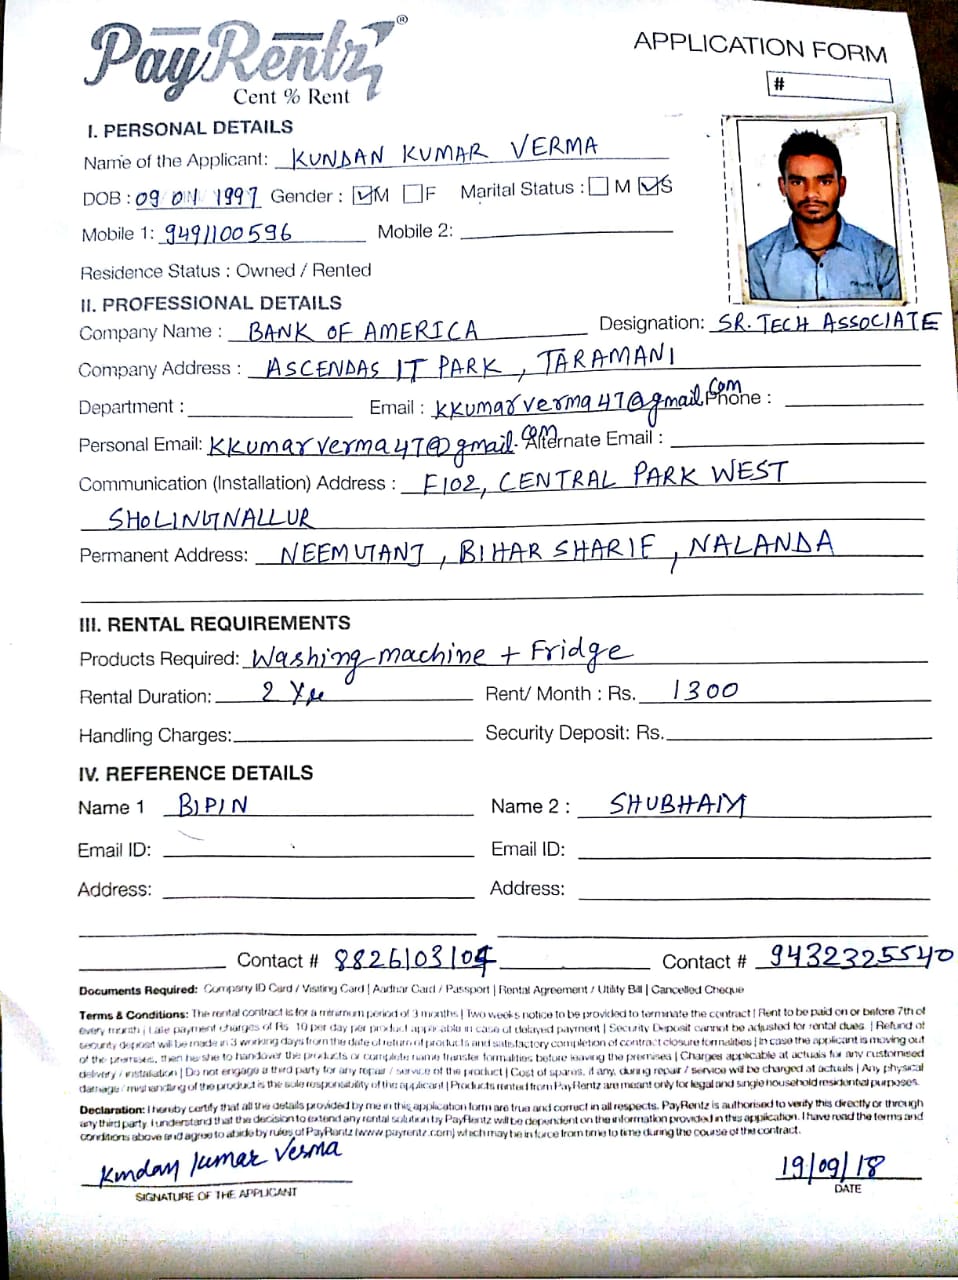 PayRentz®
Cent % Rent
APPLICATION FORM
#
I. PERSONAL DETAILS
Name of the Applicant: KUNDAN KUMAR VERMA
DOB : 09 01 1997 Gender : ☑M ☐F Marital Status : ☐ M ☑S
Mobile 1: 9491100596 Mobile 2:
Residence Status : Owned / Rented
II. PROFESSIONAL DETAILS
Company Name : BANK OF AMERICA Designation: SR. TECH ASSOCIATE
Company Address : ASCENDAS IT PARK , TARAMANI
Department : Email : kkumarverma47@gmail.com Phone :
Personal Email: kkumarverma47@gmail.com Alternate Email :
Communication (Installation) Address : F102, CENTRAL PARK WEST
SHOLINGNALLUR
Permanent Address: NEEMGANJ , BIHAR SHARIF , NALANDA
III. RENTAL REQUIREMENTS
Products Required: Washing machine + Fridge
Rental Duration: 2 Rent/ Month : Rs. 1300
Handling Charges: Security Deposit: Rs.
IV. REFERENCE DETAILS
Name 1 BIPIN Name 2 : SHUBHAM
Email ID: Email ID:
Address: Address:
Contact # 8826103104 Contact # 9432325540
Documents Required: Company ID Card / Visiting Card | Aadhar Card / Passport | Rental Agreement / Utility Bill | Cancelled Cheque
Terms & Conditions: The rental contract is for a minimum period of 3 months | Two weeks notice to be provided to terminate the contract | Rent to be paid on or before 7th of
every month | Late payment charges of Rs. 10 per day per product applicable in case of delayed payment | Security Deposit cannot be adjusted for rental dues. | Refund of
security deposit will be made in 3 working days from the date of return of products and satisfactory completion of contract closure formalities | In case the applicant is moving out
of the premises, then he/she to handover the products or complete name transfer formalities before leaving the premises | Charges applicable at actuals for any customised
delivery / installation | Do not engage a third party for any repair / service of the product | Cost of spares, if any, during repair / service will be charged at actuals | Any physical
damage / mishandling of the product is the sole responsibility of the applicant | Products rented from PayRentz are meant only for legal and single household residential purposes.
Declaration: I hereby certify that all the details provided by me in this application form are true and correct in all respects. PayRentz is authorised to verify this directly or through
any third party. I understand that the decision to extend any rental solution by PayRentz will be dependent on the information provided in this application. I have read the terms and
conditions above and agree to abide by rules of PayRentz (www.payrentz.com) which may be in force from time to time during the course of the contract.
Kundan Kumar Verma
19/09/18
SIGNATURE OF THE APPLICANT
DATE